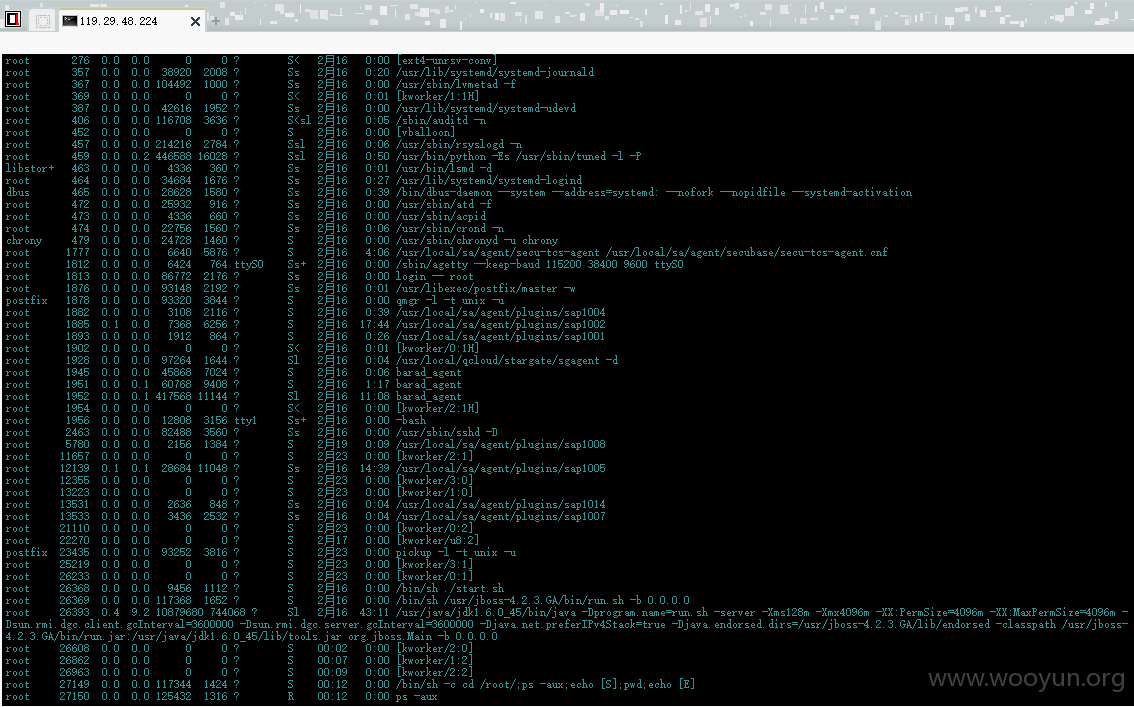 119.29.48.224
root 276 0.0 0.0 0 0 ? S< 2月16 0:00 [ext4-unrsv-conv]
root 357 0.0 0.0 38920 2008 ? Ss 2月16 0:20 /usr/lib/systemd/systemd-journald
root 367 0.0 0.0 104492 1000 ? Ss 2月16 0:00 /usr/sbin/lvmetad -f
root 369 0.0 0.0 0 0 ? S< 2月16 0:01 [kworker/1:1H]
root 387 0.0 0.0 42616 1952 ? Ss 2月16 0:00 /usr/lib/systemd/systemd-udevd
root 406 0.0 0.0 116708 3636 ? S<sl 2月16 0:05 /sbin/auditd -n
root 452 0.0 0.0 0 0 ? S 2月16 0:00 [vballoon]
root 457 0.0 0.0 214216 2784 ? Ssl 2月16 0:06 /usr/sbin/rsyslogd -n
root 459 0.0 0.2 446588 16028 ? Ssl 2月16 0:50 /usr/bin/python -Es /usr/sbin/tuned -l -P
libstor+ 463 0.0 0.0 4336 360 ? Ss 2月16 0:01 /usr/bin/lsmd -d
root 464 0.0 0.0 34684 1676 ? Ss 2月16 0:27 /usr/lib/systemd/systemd-logind
dbus 465 0.0 0.0 28628 1580 ? Ss 2月16 0:39 /bin/dbus-daemon --system --address=systemd: --nofork --nopidfile --systemd-activation
root 472 0.0 0.0 25932 916 ? Ss 2月16 0:00 /usr/sbin/atd -f
root 473 0.0 0.0 4336 660 ? Ss 2月16 0:00 /usr/sbin/acpid
root 474 0.0 0.0 22756 1560 ? Ss 2月16 0:06 /usr/sbin/crond -n
chrony 479 0.0 0.0 24728 1460 ? S 2月16 0:00 /usr/sbin/chronyd -u chrony
root 1777 0.0 0.0 6640 5876 ? S 2月16 4:06 /usr/local/sa/agent/secu-tcs-agent /usr/local/sa/agent/secubase/secu-tcs-agent.cnf
root 1812 0.0 0.0 6424 764 ttyS0 Ss+ 2月16 0:00 /sbin/agetty --keep-baud 115200 38400 9600 ttyS0
root 1813 0.0 0.0 86772 2176 ? Ss 2月16 0:00 login -- root
root 1876 0.0 0.0 93148 2192 ? Ss 2月16 0:01 /usr/libexec/postfix/master -w
postfix 1878 0.0 0.0 93320 3844 ? S 2月16 0:00 qmgr -l -t unix -u
root 1882 0.0 0.0 3108 2116 ? S 2月16 0:39 /usr/local/sa/agent/plugins/sap1004
root 1885 0.1 0.0 7368 6256 ? S 2月16 17:44 /usr/local/sa/agent/plugins/sap1002
root 1893 0.0 0.0 1912 864 ? S 2月16 0:26 /usr/local/sa/agent/plugins/sap1001
root 1902 0.0 0.0 0 0 ? S< 2月16 0:01 [kworker/0:1H]
root 1928 0.0 0.0 97264 1644 ? Sl 2月16 0:04 /usr/local/qcloud/stargate/sgagent -d
root 1945 0.0 0.0 45868 7024 ? S 2月16 0:06 barad_agent
root 1951 0.0 0.1 60768 9408 ? S 2月16 1:17 barad_agent
root 1952 0.0 0.1 417568 11144 ? Sl 2月16 11:08 barad_agent
root 1954 0.0 0.0 0 0 ? S< 2月16 0:00 [kworker/2:1H]
root 1956 0.0 0.0 12808 3156 tty1 Ss+ 2月16 0:00 -bash
root 2463 0.0 0.0 82488 3560 ? Ss 2月16 0:00 /usr/sbin/sshd -D
root 5780 0.0 0.0 2156 1384 ? S 2月19 0:09 /usr/local/sa/agent/plugins/sap1008
root 11657 0.0 0.0 0 0 ? S 2月23 0:00 [kworker/2:1]
root 12139 0.1 0.1 28684 11048 ? Ss 2月16 14:39 /usr/local/sa/agent/plugins/sap1005
root 12355 0.0 0.0 0 0 ? S 2月23 0:00 [kworker/3:0]
root 13223 0.0 0.0 0 0 ? S 2月23 0:00 [kworker/1:0]
root 13531 0.0 0.0 2636 848 ? Ss 2月16 0:04 /usr/local/sa/agent/plugins/sap1014
root 13533 0.0 0.0 3436 2532 ? Ss 2月16 0:04 /usr/local/sa/agent/plugins/sap1007
root 21110 0.0 0.0 0 0 ? S 2月23 0:00 [kworker/0:2]
root 22270 0.0 0.0 0 0 ? S 2月17 0:00 [kworker/u8:2]
postfix 23435 0.0 0.0 93252 3816 ? S 2月23 0:00 pickup -l -t unix -u
root 25219 0.0 0.0 0 0 ? S 2月23 0:00 [kworker/3:1]
root 26233 0.0 0.0 0 0 ? S 2月23 0:00 [kworker/0:1]
root 26368 0.0 0.0 9456 1112 ? S 2月16 0:00 /bin/sh ./start.sh
root 26369 0.0 0.0 117368 1652 ? S 2月16 0:00 /bin/sh /usr/jboss-4.2.3.GA/bin/run.sh -b 0.0.0.0
root 26393 0.4 9.2 10879680 744068 ? Sl 2月16 43:11 /usr/java/jdk1.6.0_45/bin/java -Dprogram.name=run.sh -server -Xms128m -Xmx4096m -XX:PermSize=4096m -XX:MaxPermSize=4096m -
Dsun.rmi.dgc.client.gcInterval=3600000 -Dsun.rmi.dgc.server.gcInterval=3600000 -Djava.net.preferIPv4Stack=true -Djava.endorsed.dirs=/usr/jboss-4.2.3.GA/lib/endorsed -classpath /usr/jboss-
4.2.3.GA/bin/run.jar:/usr/java/jdk1.6.0_45/lib/tools.jar org.jboss.Main -b 0.0.0.0
root 26608 0.0 0.0 0 0 ? S 00:02 0:00 [kworker/2:0]
root 26862 0.0 0.0 0 0 ? S 00:07 0:00 [kworker/1:2]
root 26963 0.0 0.0 0 0 ? S 00:09 0:00 [kworker/2:2]
root 27149 0.0 0.0 117344 1424 ? S 00:12 0:00 /bin/sh -c cd /root/;ps -aux;echo [S];pwd;echo [E]
root 27150 0.0 0.0 125432 1316 ? R 00:12 0:00 ps -aux
www.wooyun.org